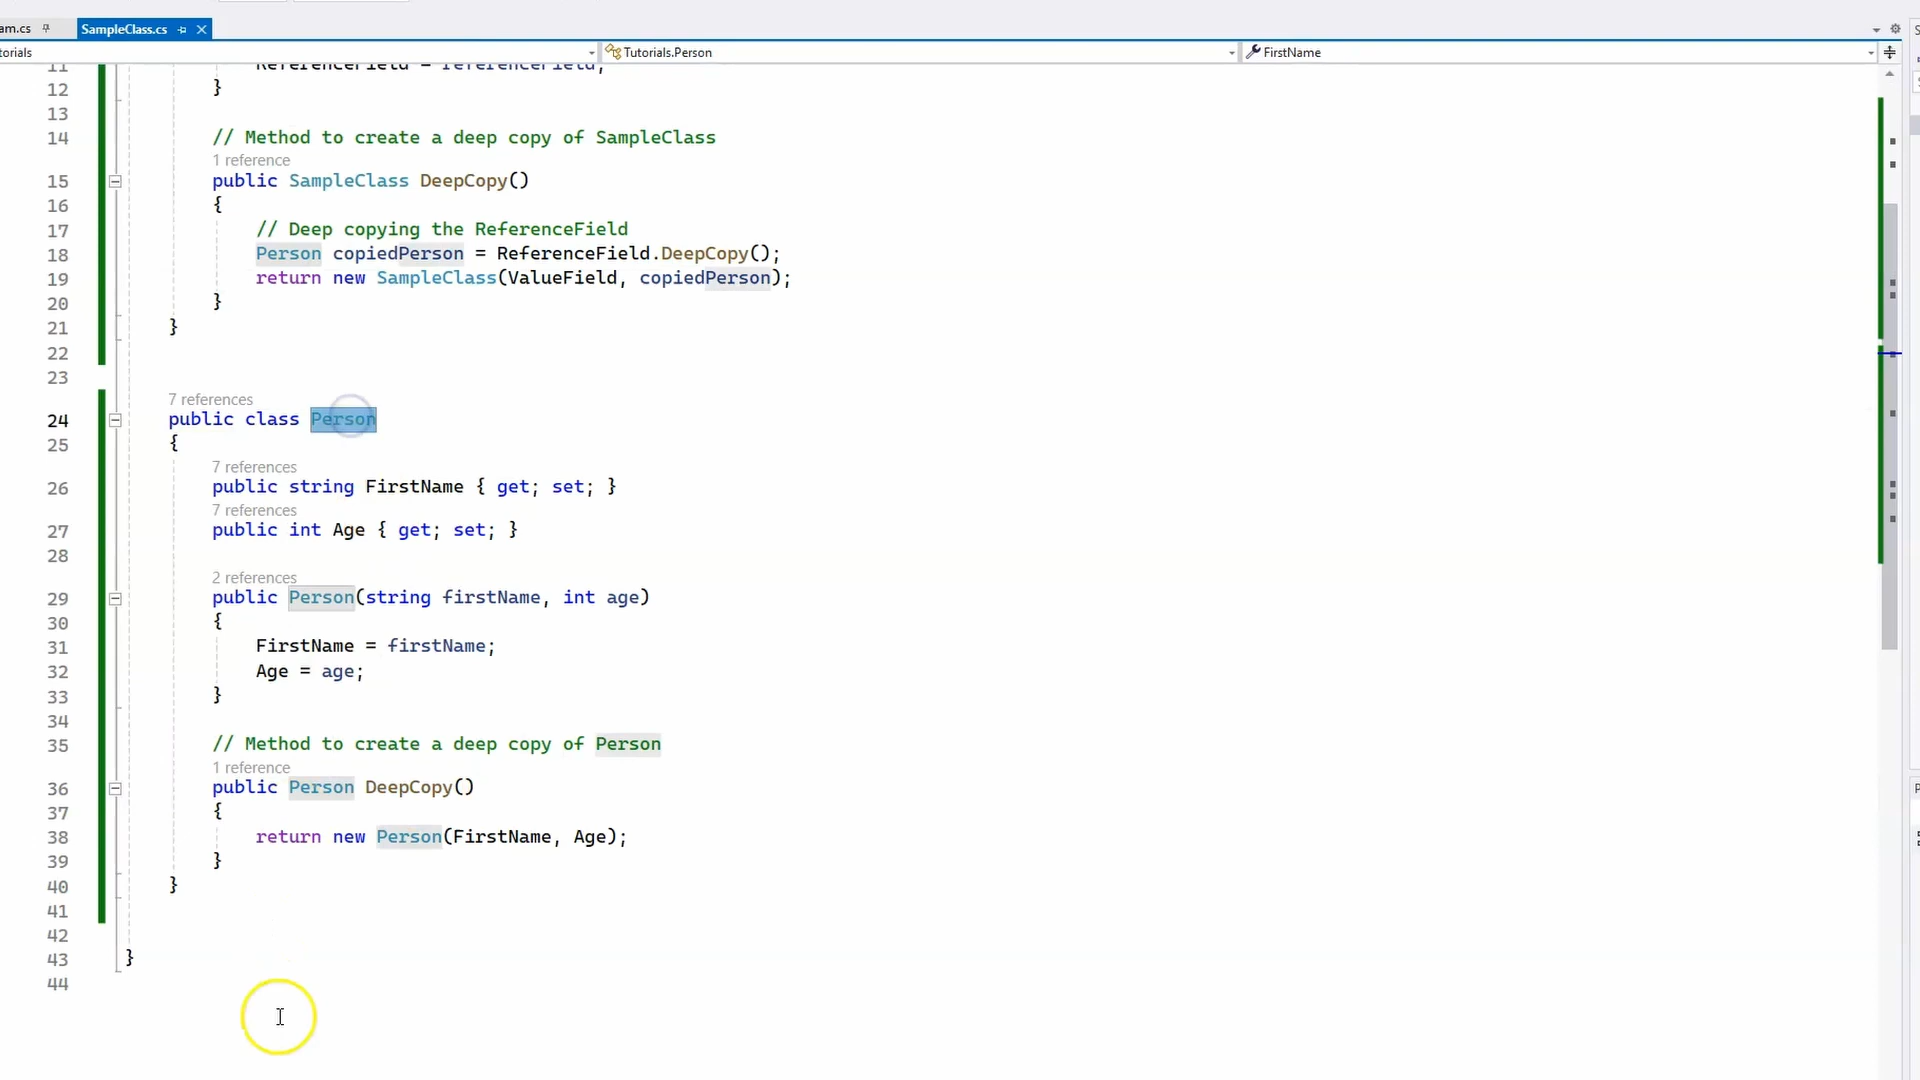 am.cs
SampleClass.cs
torials
Tutorials.Person
FirstName
11 ReferenceField = referenceField;
12 }
13
14 // Method to create a deep copy of SampleClass
1 reference
15 public SampleClass DeepCopy()
16 {
17 // Deep copying the ReferenceField
18 Person copiedPerson = ReferenceField.DeepCopy();
19 return new SampleClass(ValueField, copiedPerson);
20 }
21 }
22
23
7 references
24 public class Person
25 {
7 references
26 public string FirstName { get; set; }
7 references
27 public int Age { get; set; }
28
2 references
29 public Person(string firstName, int age)
30 {
31 FirstName = firstName;
32 Age = age;
33 }
34
35 // Method to create a deep copy of Person
1 reference
36 public Person DeepCopy()
37 {
38 return new Person(FirstName, Age);
39 }
40 }
41
42
43 }
44